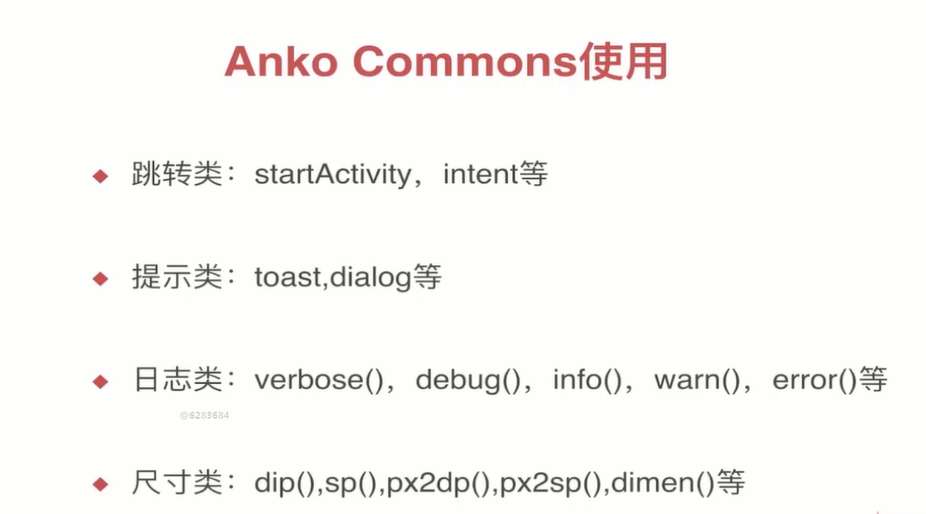 Anko Commons使用
跳转类：startActivity，intent等
提示类：toast,dialog等
日志类：verbose()，debug()，info()，warn()，error()等
@6283684
尺寸类：dip(),sp(),px2dp(),px2sp(),dimen()等